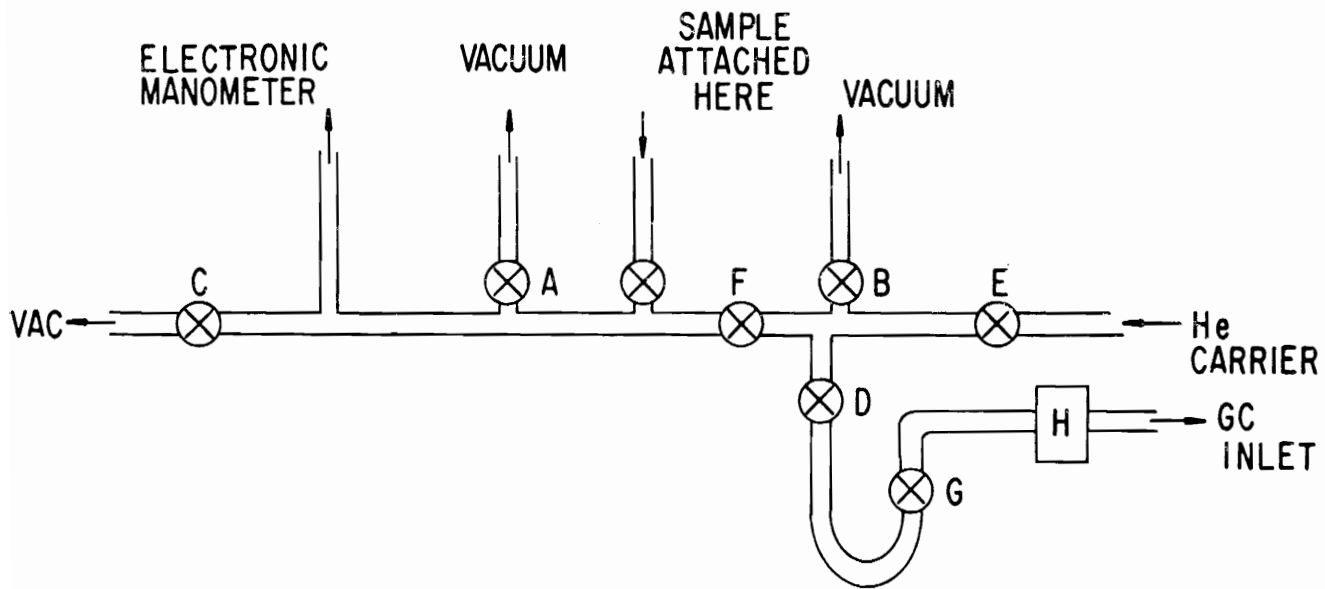 ELECTRONIC
MANOMETER
VACUUM
SAMPLE
ATTACHED
HERE
VACUUM
C
A
F
B
E
VAC
He
CARRIER
D
H
GC
INLET
G